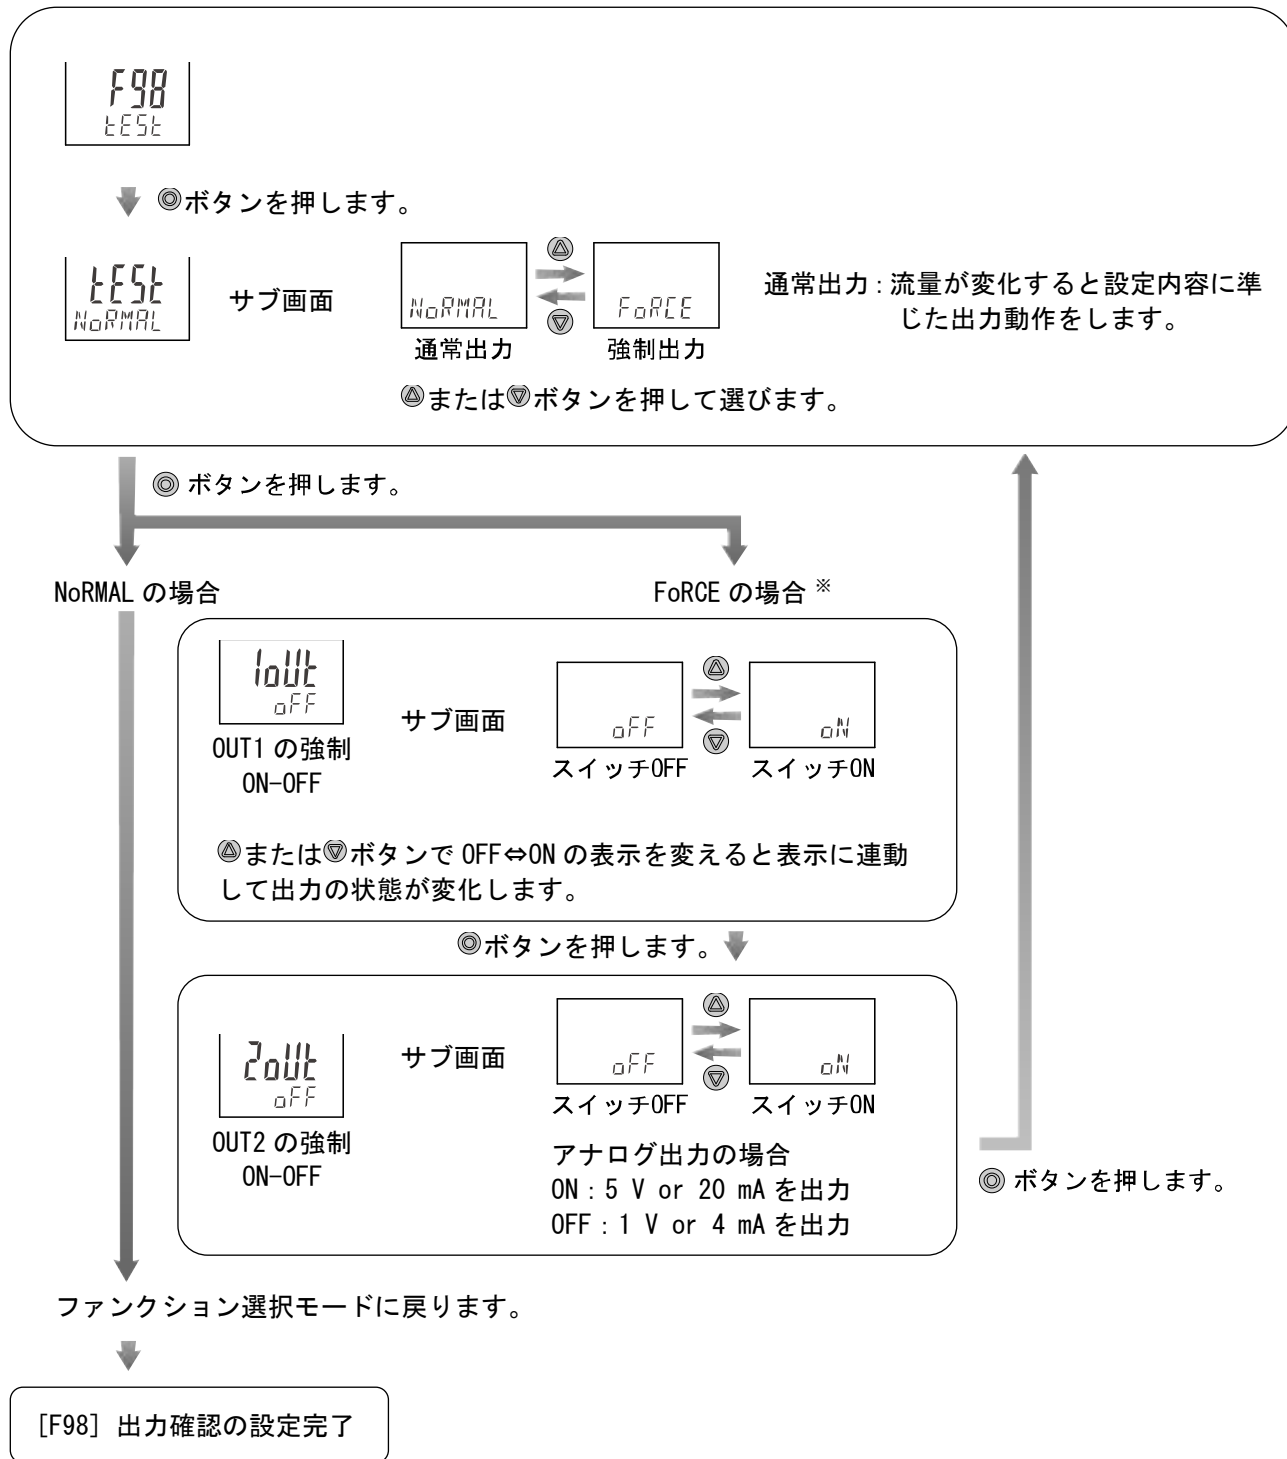 F98
tESt
◎ボタンを押します。
tESt
NoRMAL
サブ画面
NoRMAL
FoRCE
通常出力
強制出力
通常出力：流量が変化すると設定内容に準
じた出力動作をします。
△または▽ボタンを押して選びます。
◎ ボタンを押します。
NoRMAL の場合
FoRCE の場合 ※
1oUt
oFF
OUT1 の強制
ON-OFF
サブ画面
oFF
oN
スイッチOFF
スイッチON
△または▽ボタンで OFF⇔ON の表示を変えると表示に連動
して出力の状態が変化します。
◎ボタンを押します。
2oUt
oFF
OUT2 の強制
ON-OFF
サブ画面
oFF
oN
スイッチOFF
スイッチON
アナログ出力の場合
ON：5 V or 20 mA を出力
OFF：1 V or 4 mA を出力
◎ ボタンを押します。
ファンクション選択モードに戻ります。
[F98] 出力確認の設定完了